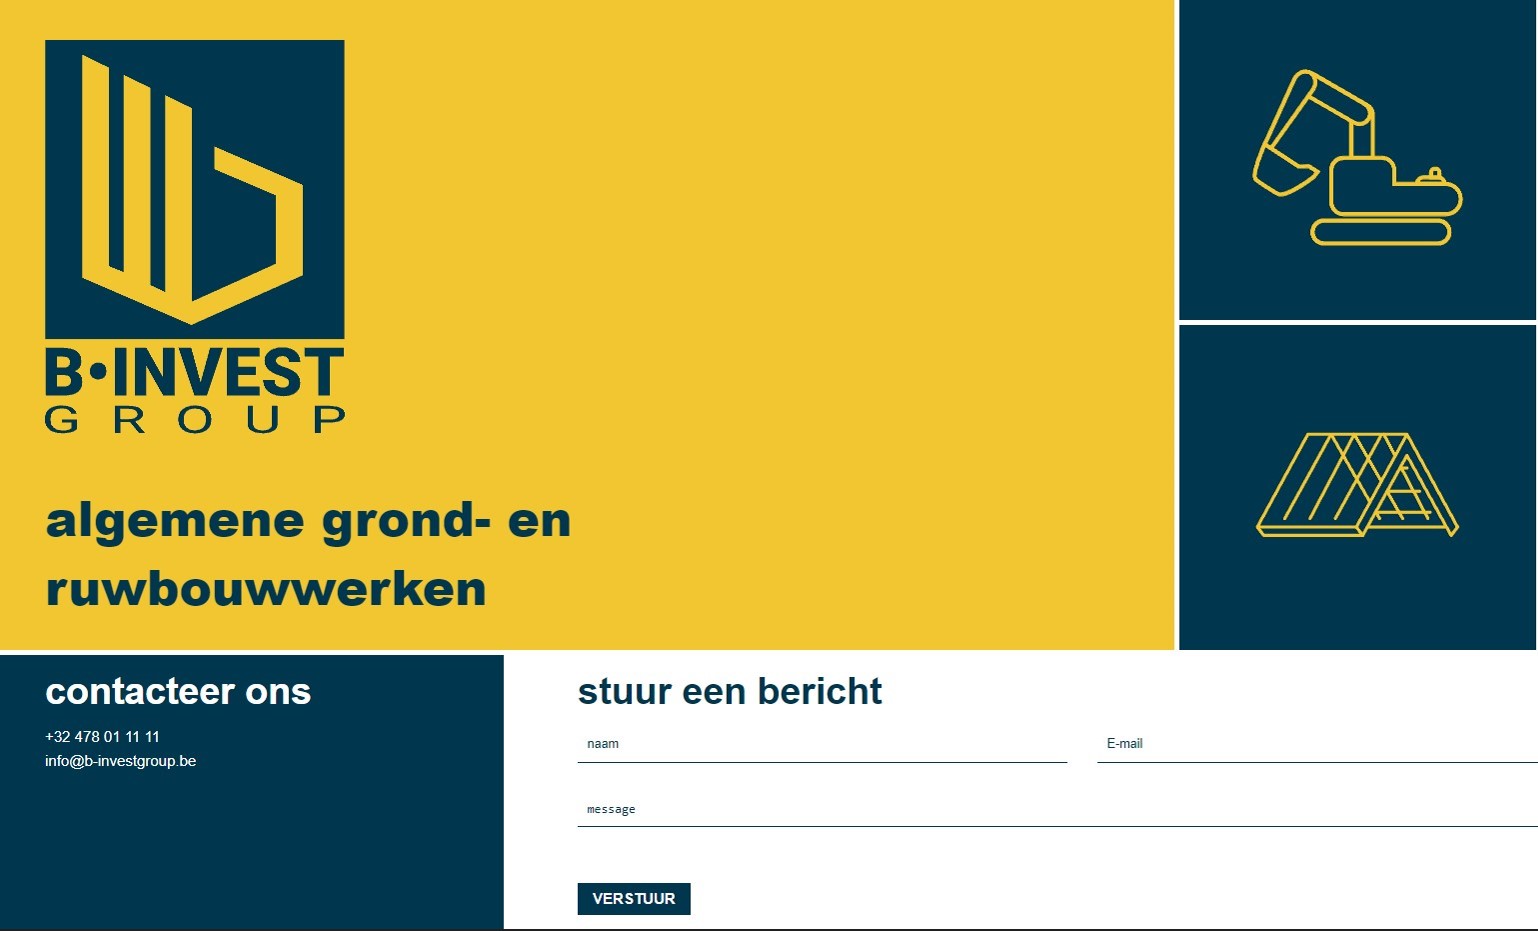 B•INVEST
GROUP
algemene grond- en
ruwbouwwerken
contacteer ons
+32 478 01 11 11
info@b-investgroup.be
stuur een bericht
naam
E-mail
message
VERSTUUR